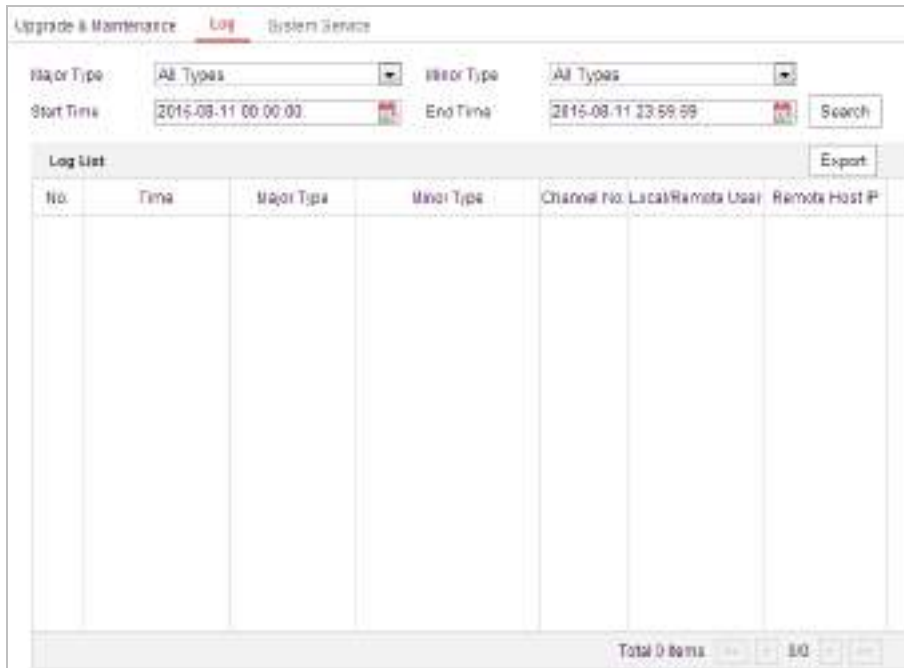 Upgrade & Maintenance Log System Service
Major Type All Types Minor Type All Types
Start Time 2015-08-11 00:00:00 End Time 2015-08-11 23:59:59 Search
Log List Export
No. Time Major Type Minor Type Channel No. Local/Remote User Remote Host IP
Total 0 Items << < 0/0 > >>